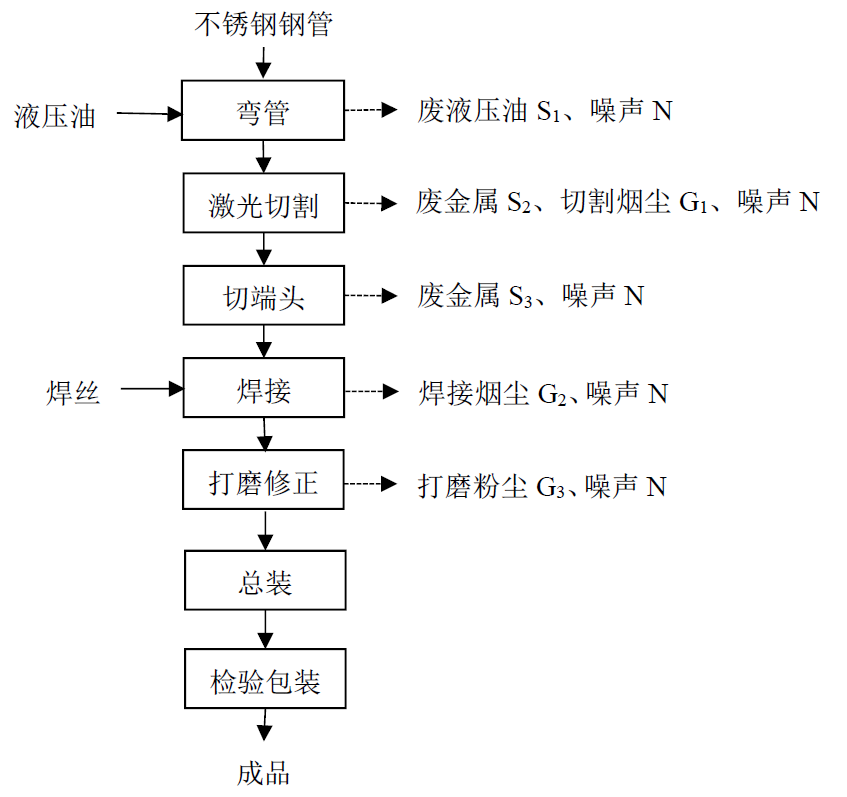 不锈钢钢管
液压油
弯管
废液压油 S₁、噪声 N
激光切割
废金属 S₂、切割烟尘 G₁、噪声 N
切端头
废金属 S₃、噪声 N
焊丝
焊接
焊接烟尘 G₂、噪声 N
打磨修正
打磨粉尘 G₃、噪声 N
总装
检验包装
成品